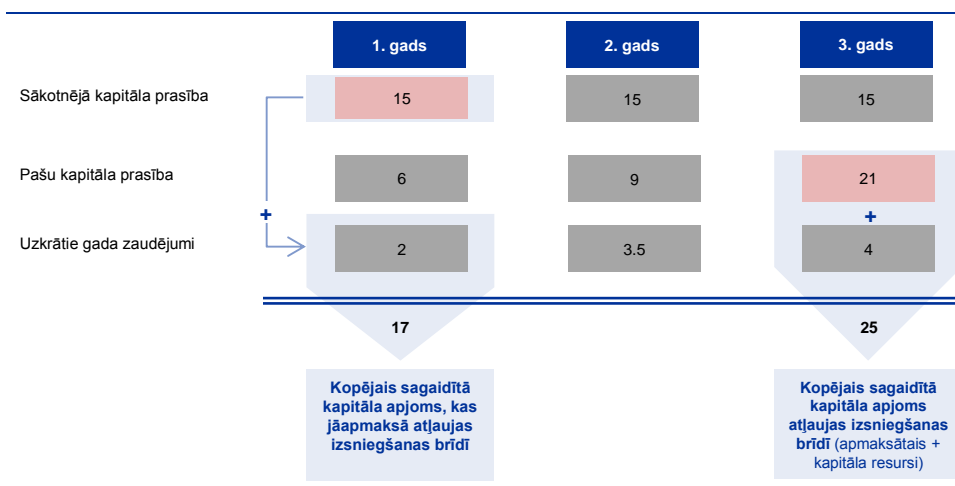 1. gads 2. gads 3. gads
Sākotnējā kapitāla prasība 15 15 15
Pašu kapitāla prasība 6 9 21
+ +
Uzkrātie gada zaudējumi 2 3.5 4
17 25
Kopējais sagaidītā
kapitāla apjoms, kas
jāapmaksā atļaujas
izsniegšanas brīdī
Kopējais sagaidītā
kapitāla apjoms
atļaujas izsniegšanas
brīdī (apmaksātais +
kapitāla resursi)